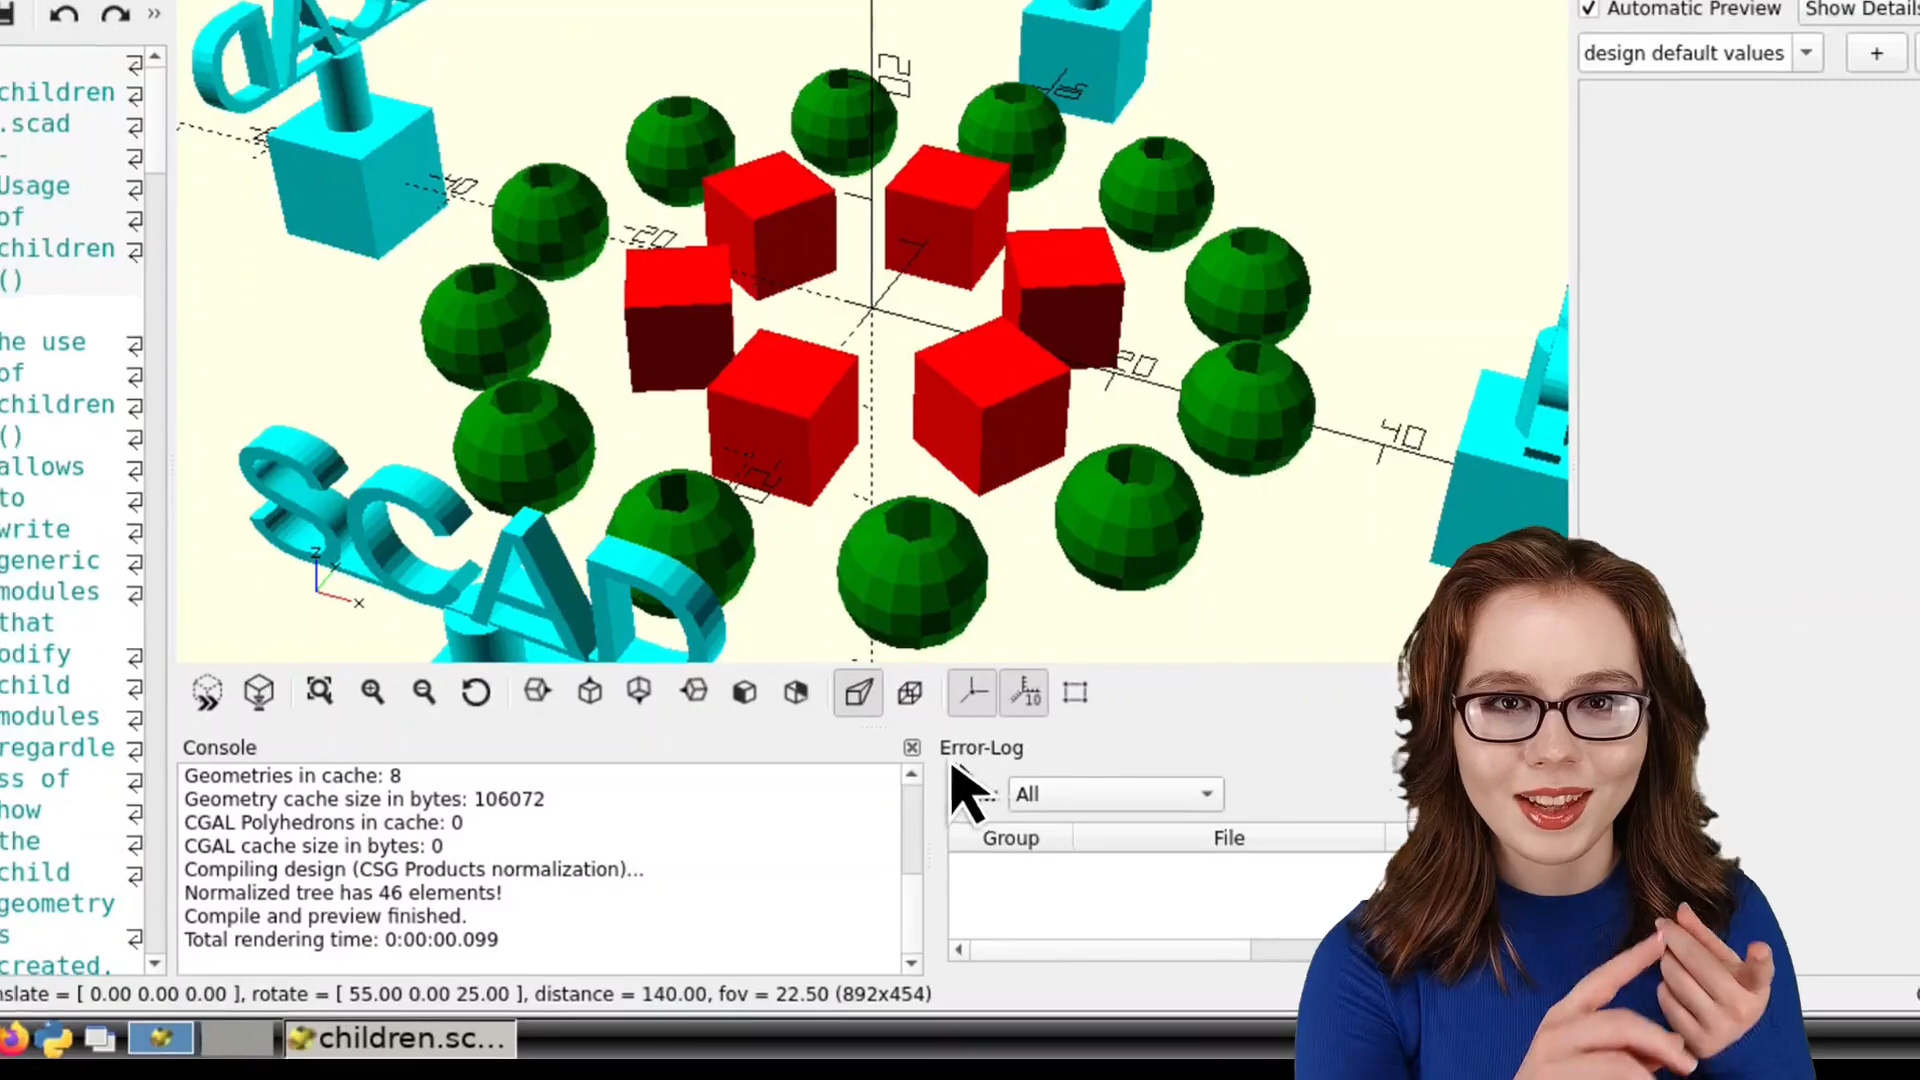 Automatic Preview
Show Details
design default values
+
children
.scad
-
Usage
of
children
()
he use
of
children
()
allows
to
write
generic
modules
that
odify
child
modules
regardle
ss of
how
the
child
geometry
s
created.
20
-40
-20
20
40
SCAD
z
x
10
Console
Geometries in cache: 8
Geometry cache size in bytes: 106072
CGAL Polyhedrons in cache: 0
CGAL cache size in bytes: 0
Compiling design (CSG Products normalization)...
Normalized tree has 46 elements!
Compile and preview finished.
Total rendering time: 0:00:00.099
Error-Log
All
Group
File
nslate = [ 0.00 0.00 0.00 ], rotate = [ 55.00 0.00 25.00 ], distance = 140.00, fov = 22.50 (892x454)
children.sc...